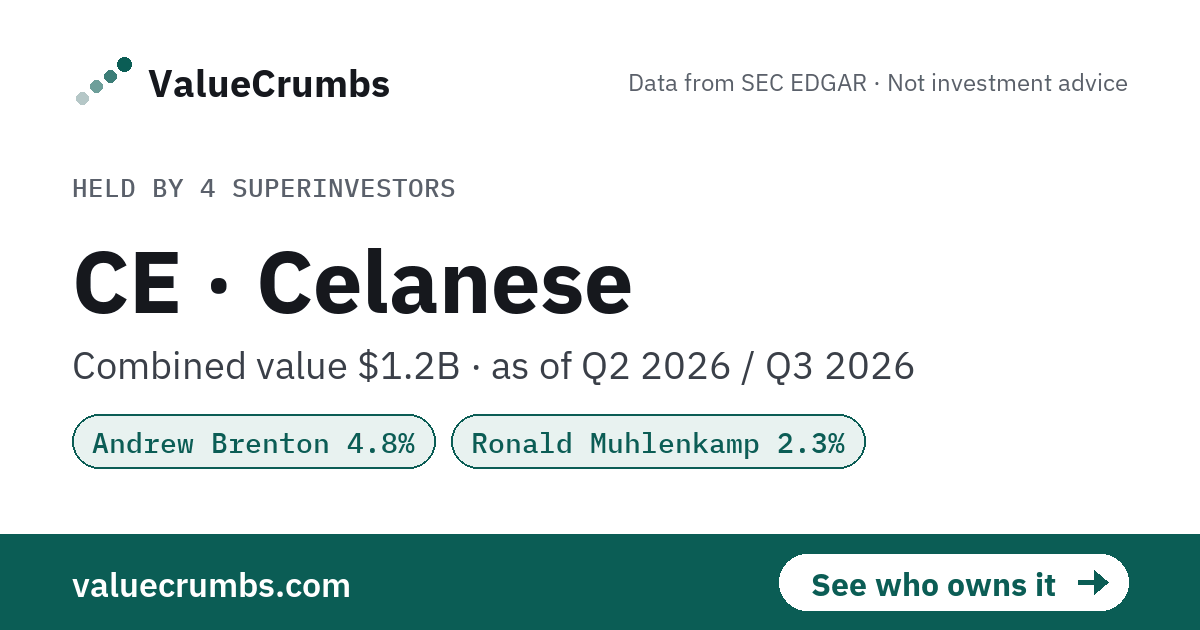 ValueCrumbs
Data from SEC EDGAR · Not investment advice
HELD BY 4 SUPERINVESTORS
CE · Celanese
Combined value $1.2B · as of Q2 2026 / Q3 2026
Andrew Brenton 4.8%
Ronald Muhlenkamp 2.3%
valuecrumbs.com
See who owns it →